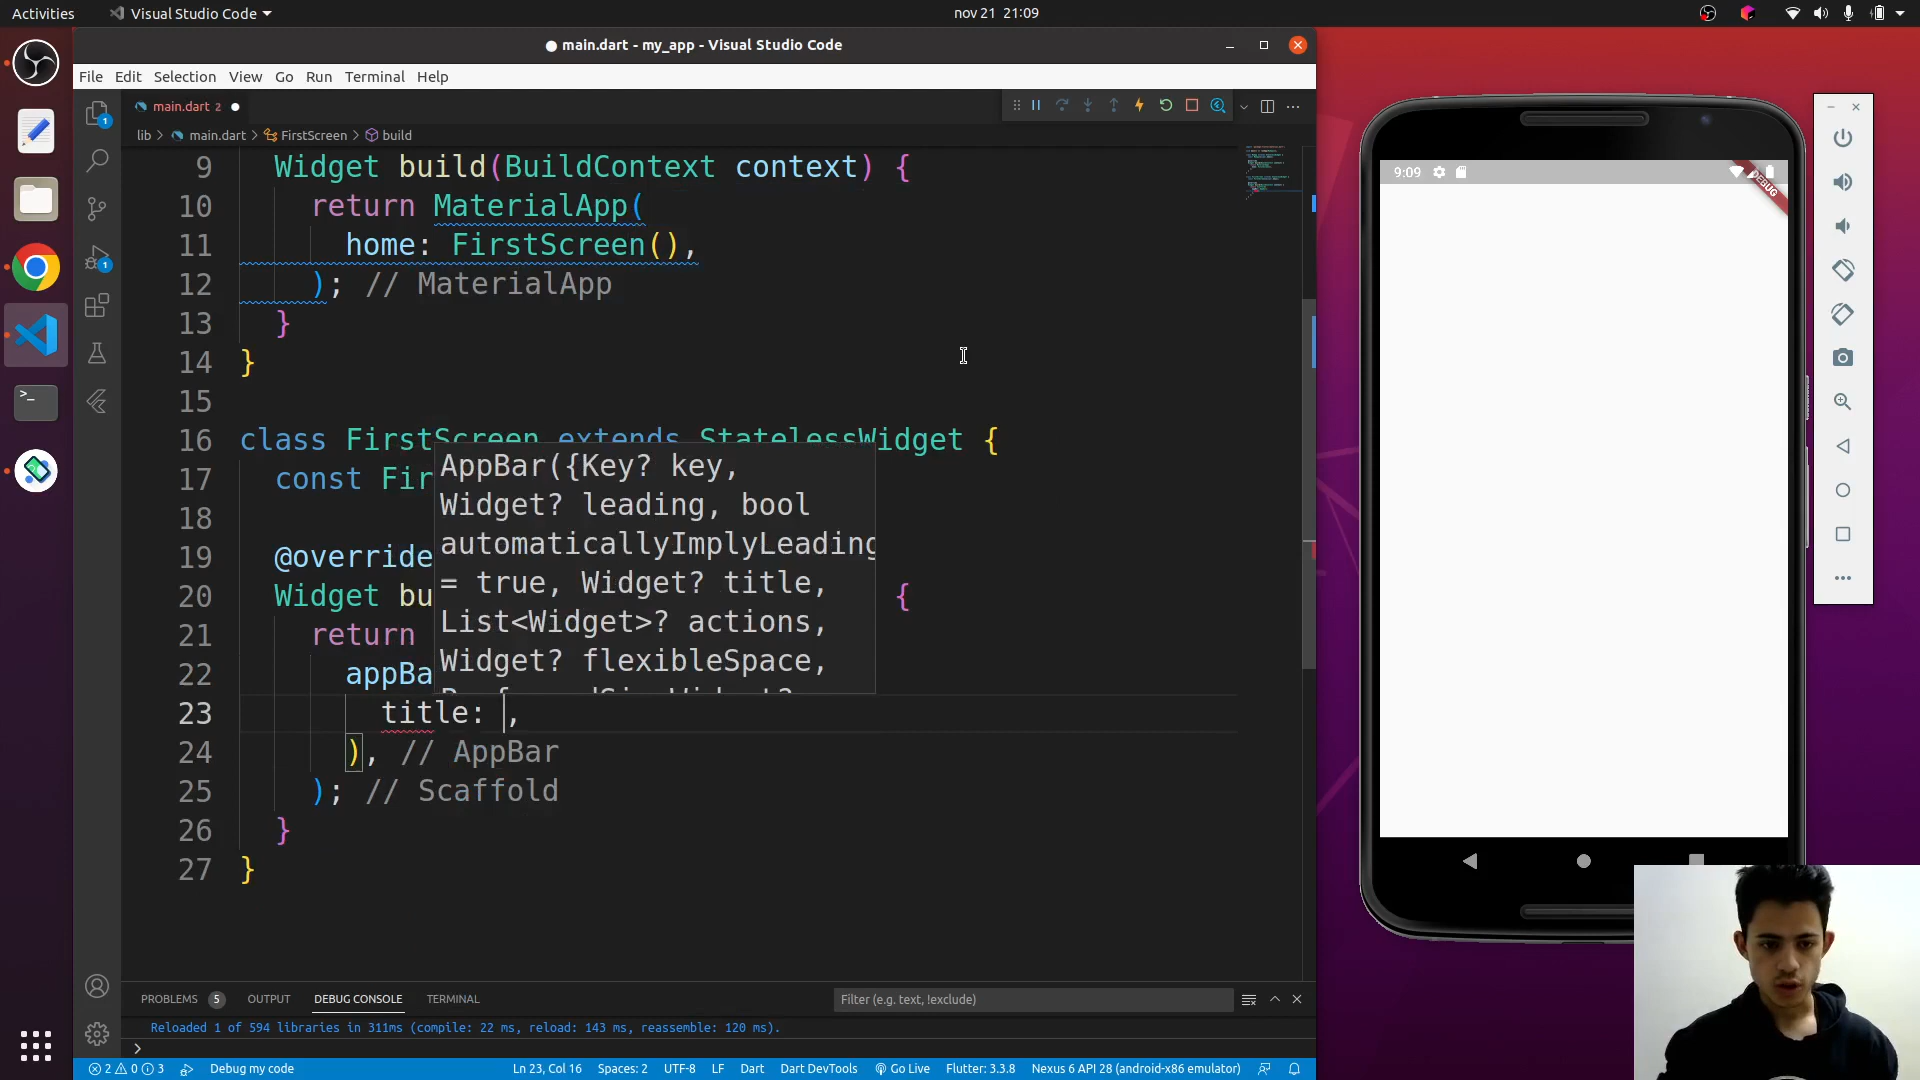 Activities
Visual Studio Code
nov 21 21:09
● main.dart - my_app - Visual Studio Code
File Edit Selection View Go Run Terminal Help
main.dart 2
lib > main.dart > FirstScreen > build
9 Widget build(BuildContext context) {
10 return MaterialApp(
11 home: FirstScreen(),
12 ); // MaterialApp
13 }
14 }
15
16 class FirstScreen extends StatelessWidget {
17 const Fir
18
19 @override
20 Widget bu {
21 return
22 appBa
23 title: ,
24 ), // AppBar
25 ); // Scaffold
26 }
27 }
AppBar({Key? key,
Widget? leading, bool
automaticallyImplyLeading
= true, Widget? title,
List<Widget>? actions,
Widget? flexibleSpace,
PROBLEMS 5 OUTPUT DEBUG CONSOLE TERMINAL
Filter (e.g. text, !exclude)
Reloaded 1 of 594 libraries in 311ms (compile: 22 ms, reload: 143 ms, reassemble: 120 ms).
>
2 0 3 Debug my code Ln 23, Col 16 Spaces: 2 UTF-8 LF Dart Dart DevTools Go Live Flutter: 3.3.8 Nexus 6 API 28 (android-x86 emulator)
1
1
9:09
DEBUG